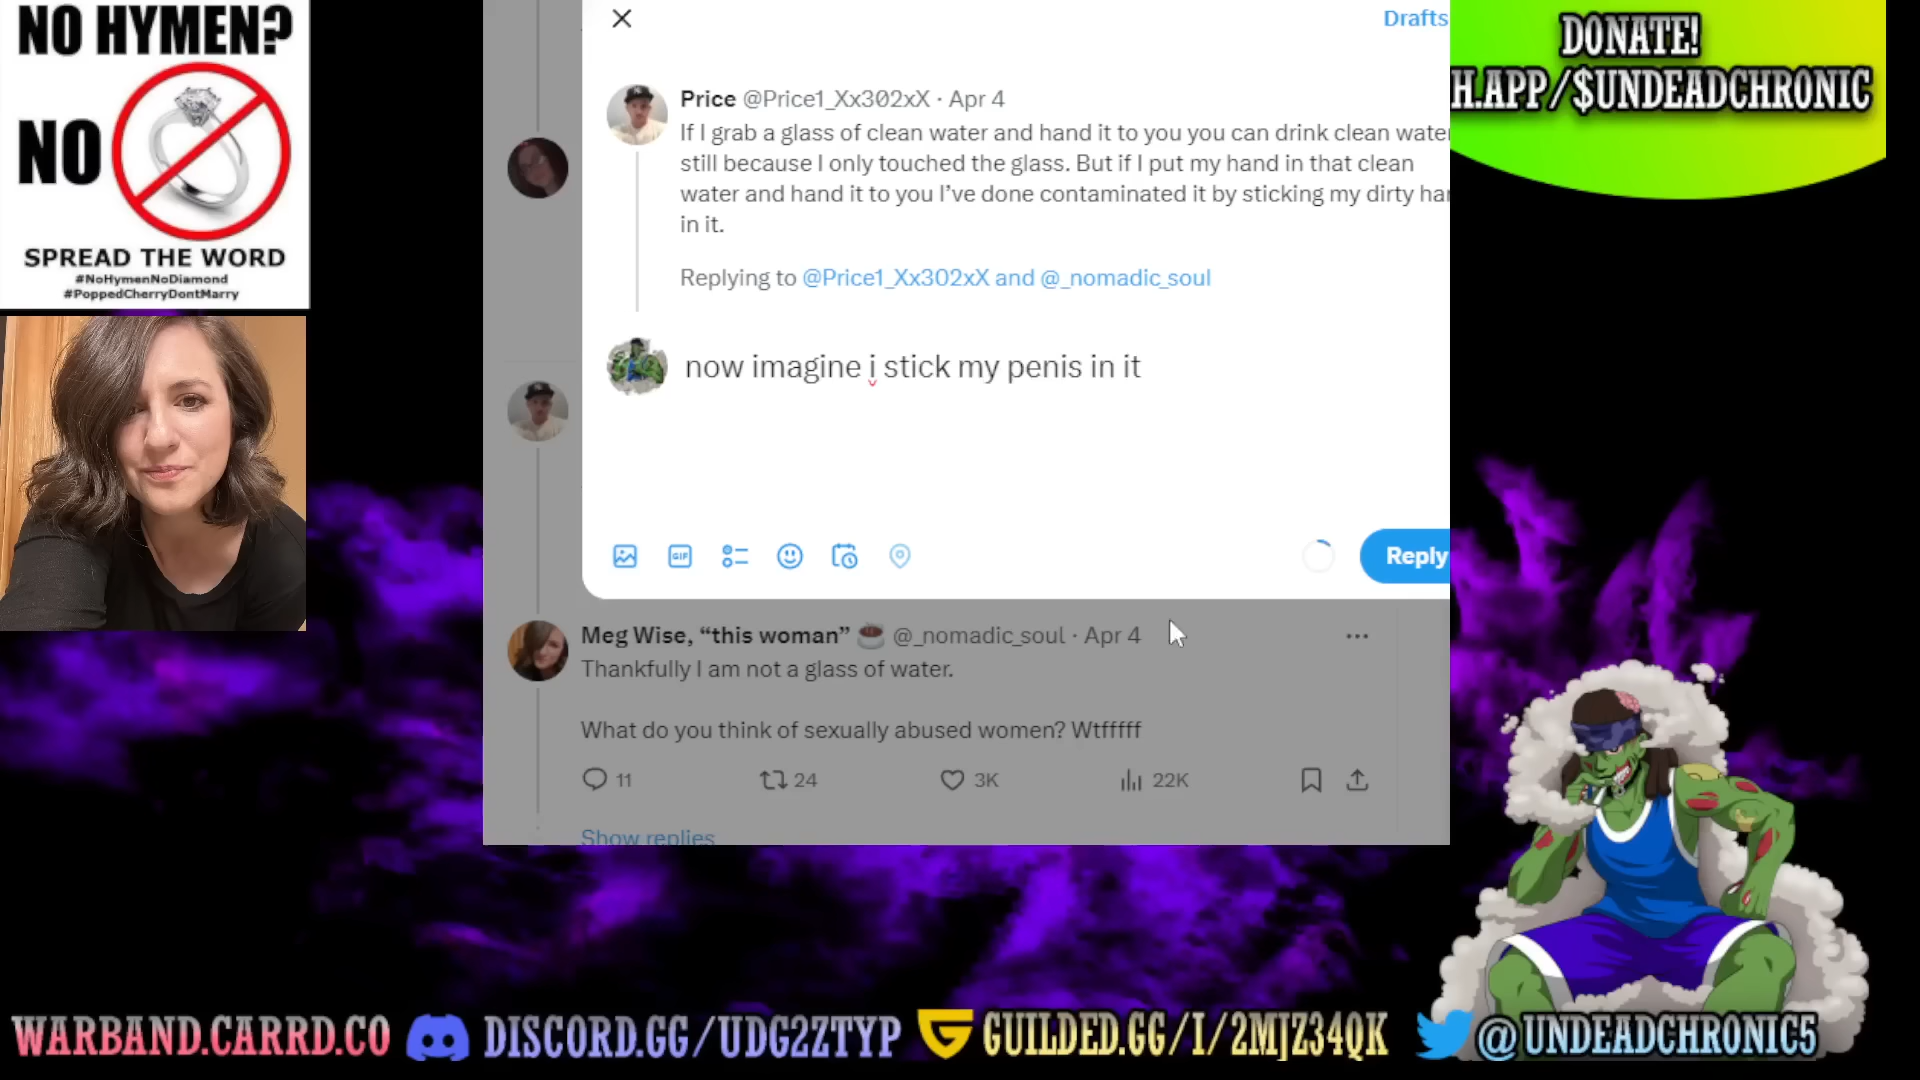 NO HYMEN?
NO
SPREAD THE WORD
#NoHymenNoDiamond
#PoppedCherryDontMarry
Drafts
Price @Price1_Xx302xX · Apr 4
If I grab a glass of clean water and hand it to you you can drink clean water
still because I only touched the glass. But if I put my hand in that clean
water and hand it to you I’ve done contaminated it by sticking my dirty
in it.
Replying to @Price1_Xx302xX and @_nomadic_soul
now imagine i stick my penis in it
GIF
Reply
Meg Wise, “this woman” @_nomadic_soul · Apr 4
Thankfully I am not a glass of water.
What do you think of sexually abused women? Wtfffff
11 24 3K 22K
Show replies
DONATE!
H.APP/$UNDEADCHRONIC
WARBAND.CARRD.CO DISCORD.GG/UDG2ZTYP GUILDED.GG/I/2MJZ34QK @UNDEADCHRONIC5